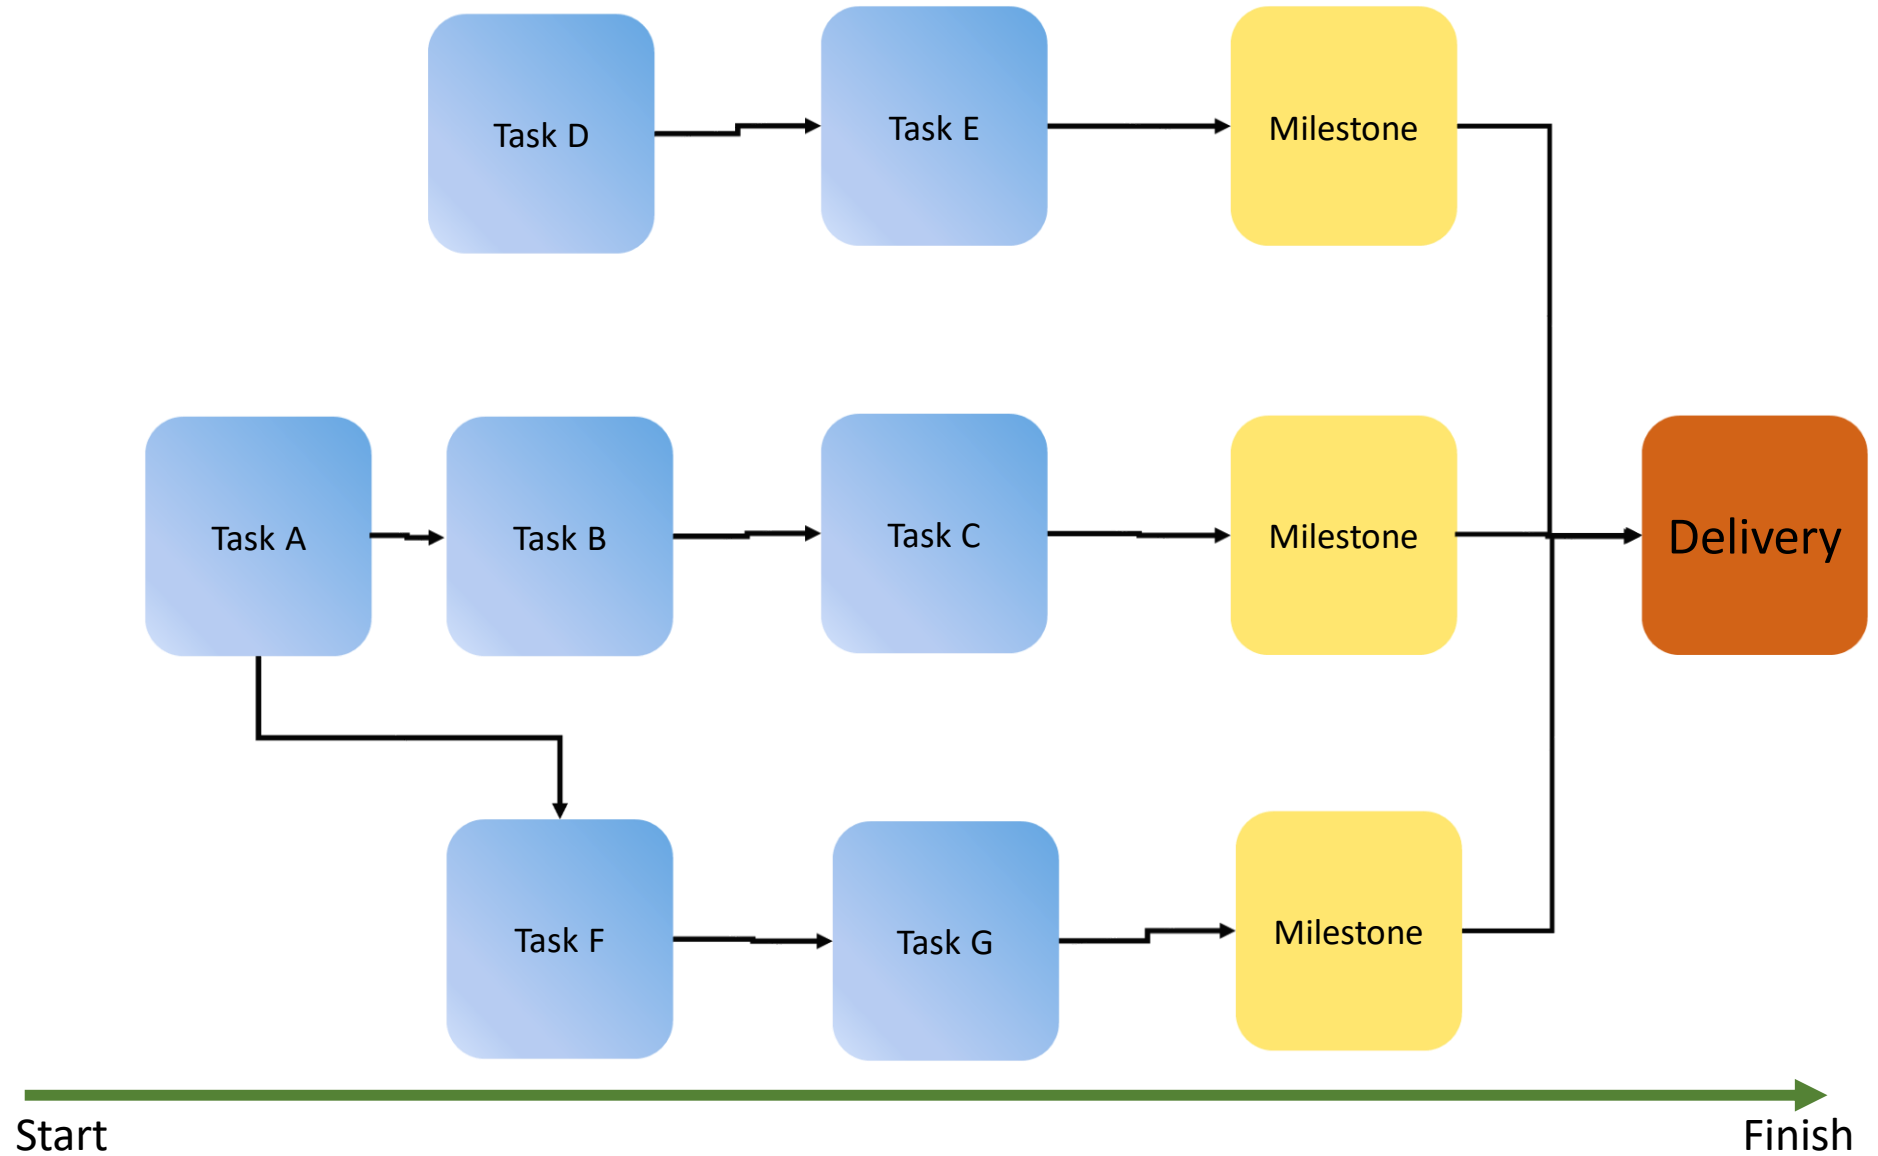 Task D
Task E
Milestone
Task A
Task B
Task C
Milestone
Delivery
Task F
Task G
Milestone
Start
Finish